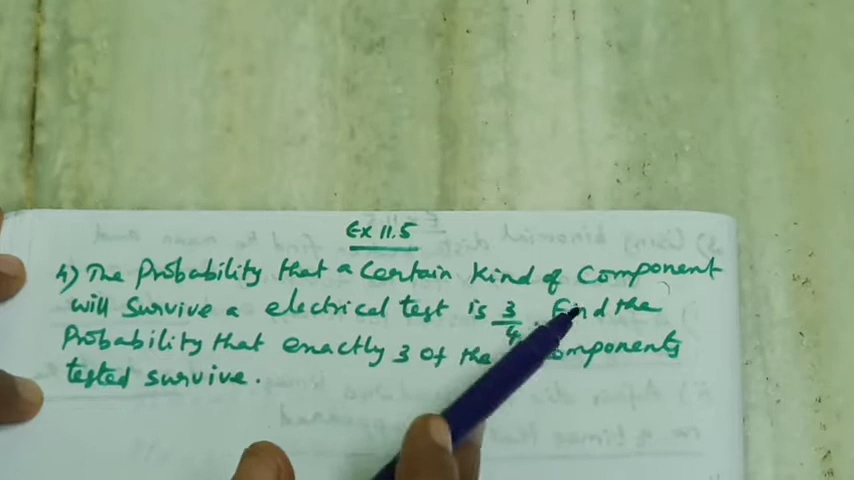 Ex 11.5
4) The Probability that a Certain Kind of Component
will Survive a electrical test is 3/4. Find the
Probability that exactly 3 of the components
tested survive.